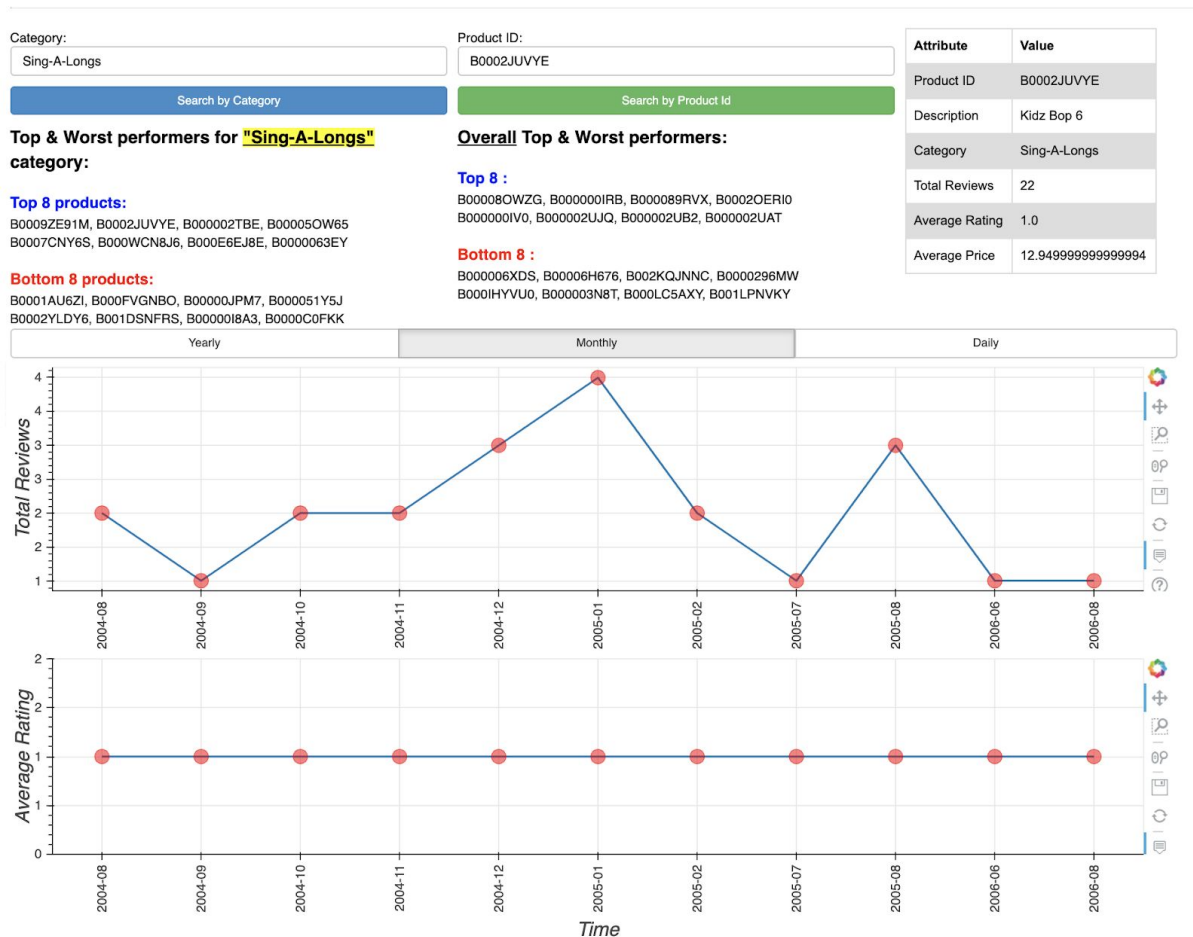 Category:
Sing-A-Longs
Search by Category
Top & Worst performers for "Sing-A-Longs"
category:
Top 8 products:
B0009ZE91M, B0002JUVYE, B000002TBE, B00005OW65
B0007CNY6S, B000WCN8J6, B000E6EJ8E, B0000063EY
Bottom 8 products:
B0001AU6ZI, B000FVGNBO, B00000JPM7, B000051Y5J
B0002YLDY6, B001DSNFRS, B00000I8A3, B0000C0FKK
Product ID:
B0002JUVYE
Search by Product Id
Overall Top & Worst performers:
Top 8 :
B00008OWZG, B000000IRB, B000089RVX, B0002OERI0
B000000IV0, B000002UJQ, B000002UB2, B000002UAT
Bottom 8 :
B000006XDS, B00006H676, B002KQJNNC, B0000296MW
B000IHYVU0, B000003N8T, B000LC5AXY, B001LPNVKY
Attribute Value
Product ID B0002JUVYE
Description Kidz Bop 6
Category Sing-A-Longs
Total Reviews 22
Average Rating 1.0
Average Price 12.949999999999994
Yearly Monthly Daily
Total Reviews
4
4
3
3
2
2
1
2004-08 2004-09 2004-10 2004-11 2004-12 2005-01 2005-02 2005-07 2005-08 2006-06 2006-08
Average Rating
2
2
1
1
0
2004-08 2004-09 2004-10 2004-11 2004-12 2005-01 2005-02 2005-07 2005-08 2006-06 2006-08
Time